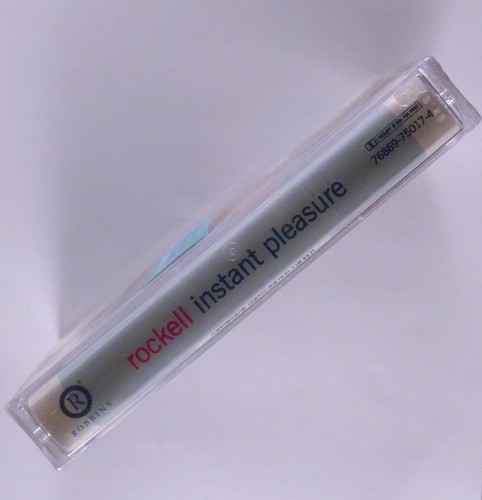 R
ROBBINS
rockell instant pleasure
76869-75017-4